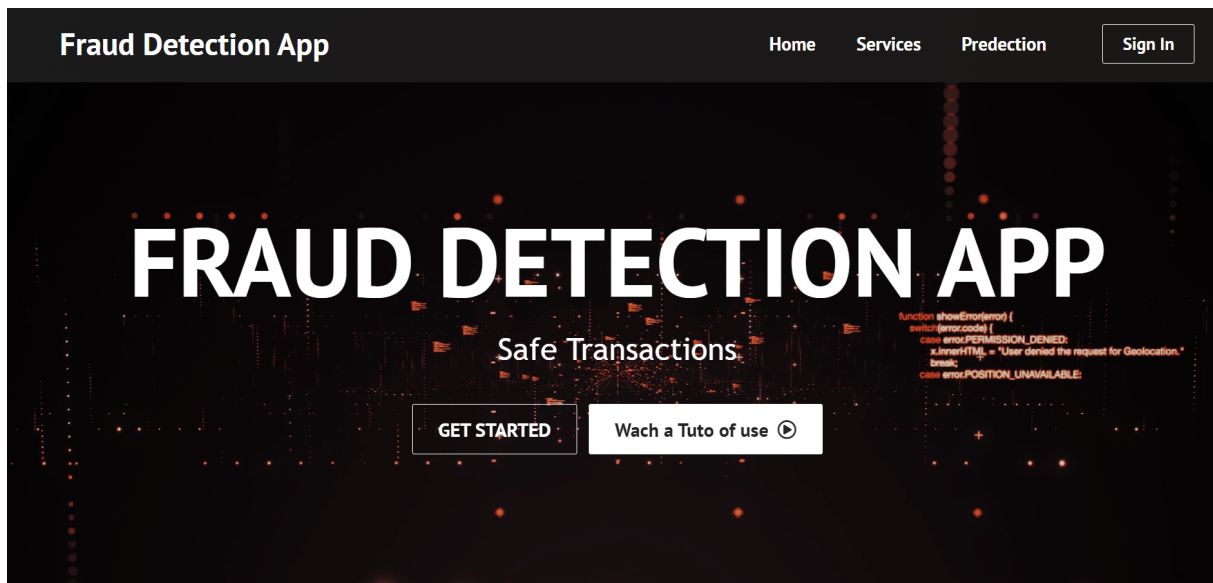 Fraud Detection App
Home Services Predection Sign In
FRAUD DETECTION APP
Safe Transactions
function showError(error) {
switch(error.code) {
case error.PERMISSION_DENIED:
x.innerHTML = "User denied the request for Geolocation."
break;
case error.POSITION_UNAVAILABLE:
GET STARTED
Wach a Tuto of use